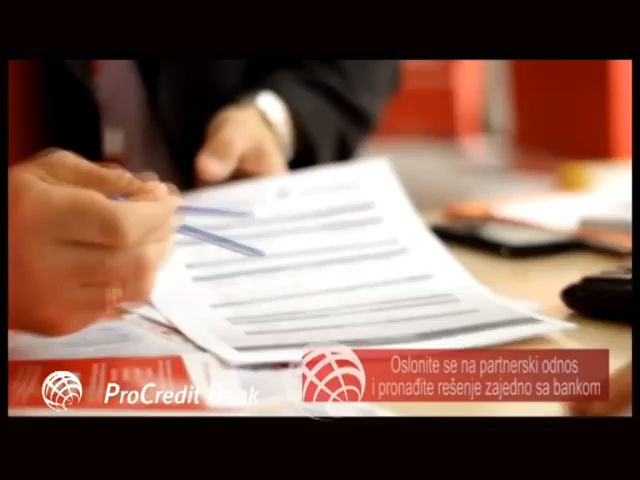 Oslonite se na partnerski odnos
i pronađite rešenje zajedno sa bankom
ProCredit Bank